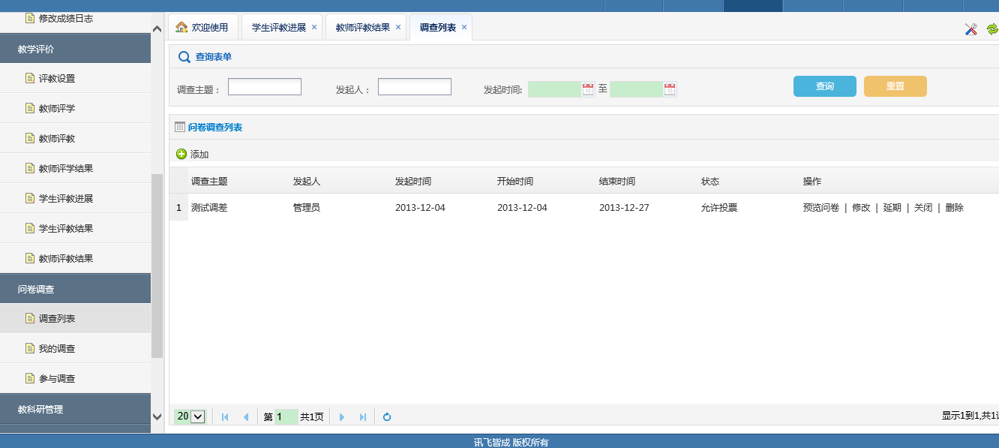 修改成绩日志
教学评价
评教设置
教师评学
教师评教
教师评学结果
学生评教进展
学生评教结果
教师评教结果
问卷调查
调查列表
我的调查
参与调查
教科研管理
欢迎使用 学生评教进展 × 教师评教结果 × 调查列表 ×
查询表单
调查主题： 发起人： 发起时间: 至 查询 重置
问卷调查列表
添加
调查主题 发起人 发起时间 开始时间 结束时间 状态 操作
1 测试调差 管理员 2013-12-04 2013-12-04 2013-12-27 允许投票 预览问卷 | 修改 | 延期 | 关闭 | 删除
20 第 1 共1页 显示1到1,共1
讯飞皆成 版权所有